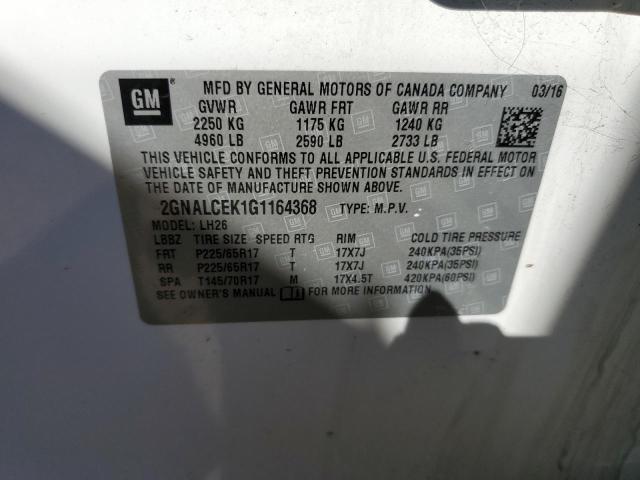 GM ® MFD BY GENERAL MOTORS OF CANADA COMPANY 03/16
GVWR GAWR FRT GAWR RR
2250 KG 1175 KG 1240 KG
4960 LB 2590 LB 2733 LB
THIS VEHICLE CONFORMS TO ALL APPLICABLE U.S. FEDERAL MOTOR
VEHICLE SAFETY AND THEFT PREVENTION STANDARDS IN EFFECT ON
THE DATE OF MANUFACTURE SHOWN ABOVE.
2GNALCEK1G1164368 TYPE: M.P.V.
MODEL: LH26
LBBZ TIRE SIZE SPEED RTG RIM COLD TIRE PRESSURE
FRT P225/65R17 T 17X7J 240KPA(35PSI)
RR P225/65R17 T 17X7J 240KPA(35PSI)
SPA T145/70R17 M 17X4.5T 420KPA(60PSI)
SEE OWNER'S MANUAL FOR MORE INFORMATION.